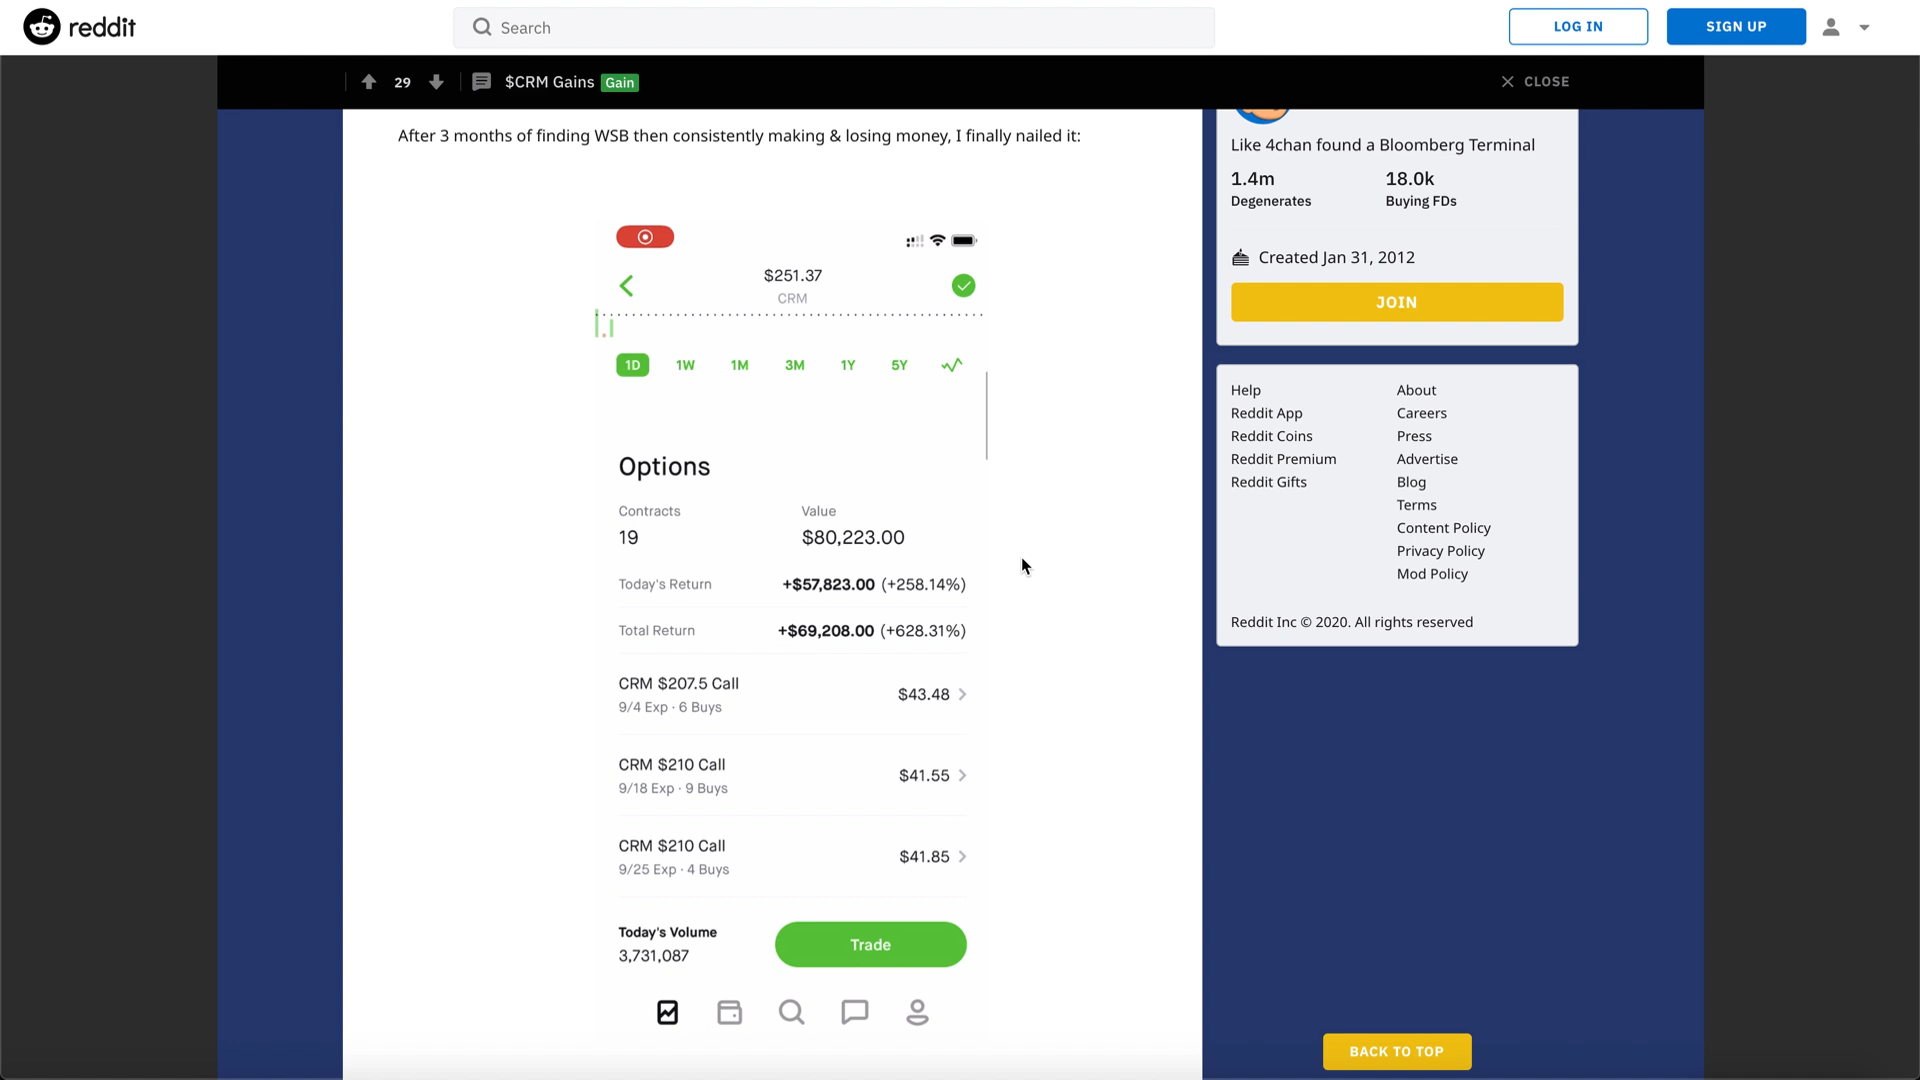 reddit
Search
LOG IN
SIGN UP
29
$CRM Gains Gain
CLOSE
After 3 months of finding WSB then consistently making & losing money, I finally nailed it:
$251.37
CRM
1D 1W 1M 3M 1Y 5Y
Options
Contracts Value
19 $80,223.00
Today's Return +$57,823.00 (+258.14%)
Total Return +$69,208.00 (+628.31%)
CRM $207.5 Call
$43.48
9/4 Exp · 6 Buys
CRM $210 Call
$41.55
9/18 Exp · 9 Buys
CRM $210 Call
$41.85
9/25 Exp · 4 Buys
Today's Volume
3,731,087
Trade
Like 4chan found a Bloomberg Terminal
1.4m 18.0k
Degenerates Buying FDs
Created Jan 31, 2012
JOIN
Help About
Reddit App Careers
Reddit Coins Press
Reddit Premium Advertise
Reddit Gifts Blog
Terms
Content Policy
Privacy Policy
Mod Policy
Reddit Inc © 2020. All rights reserved
BACK TO TOP